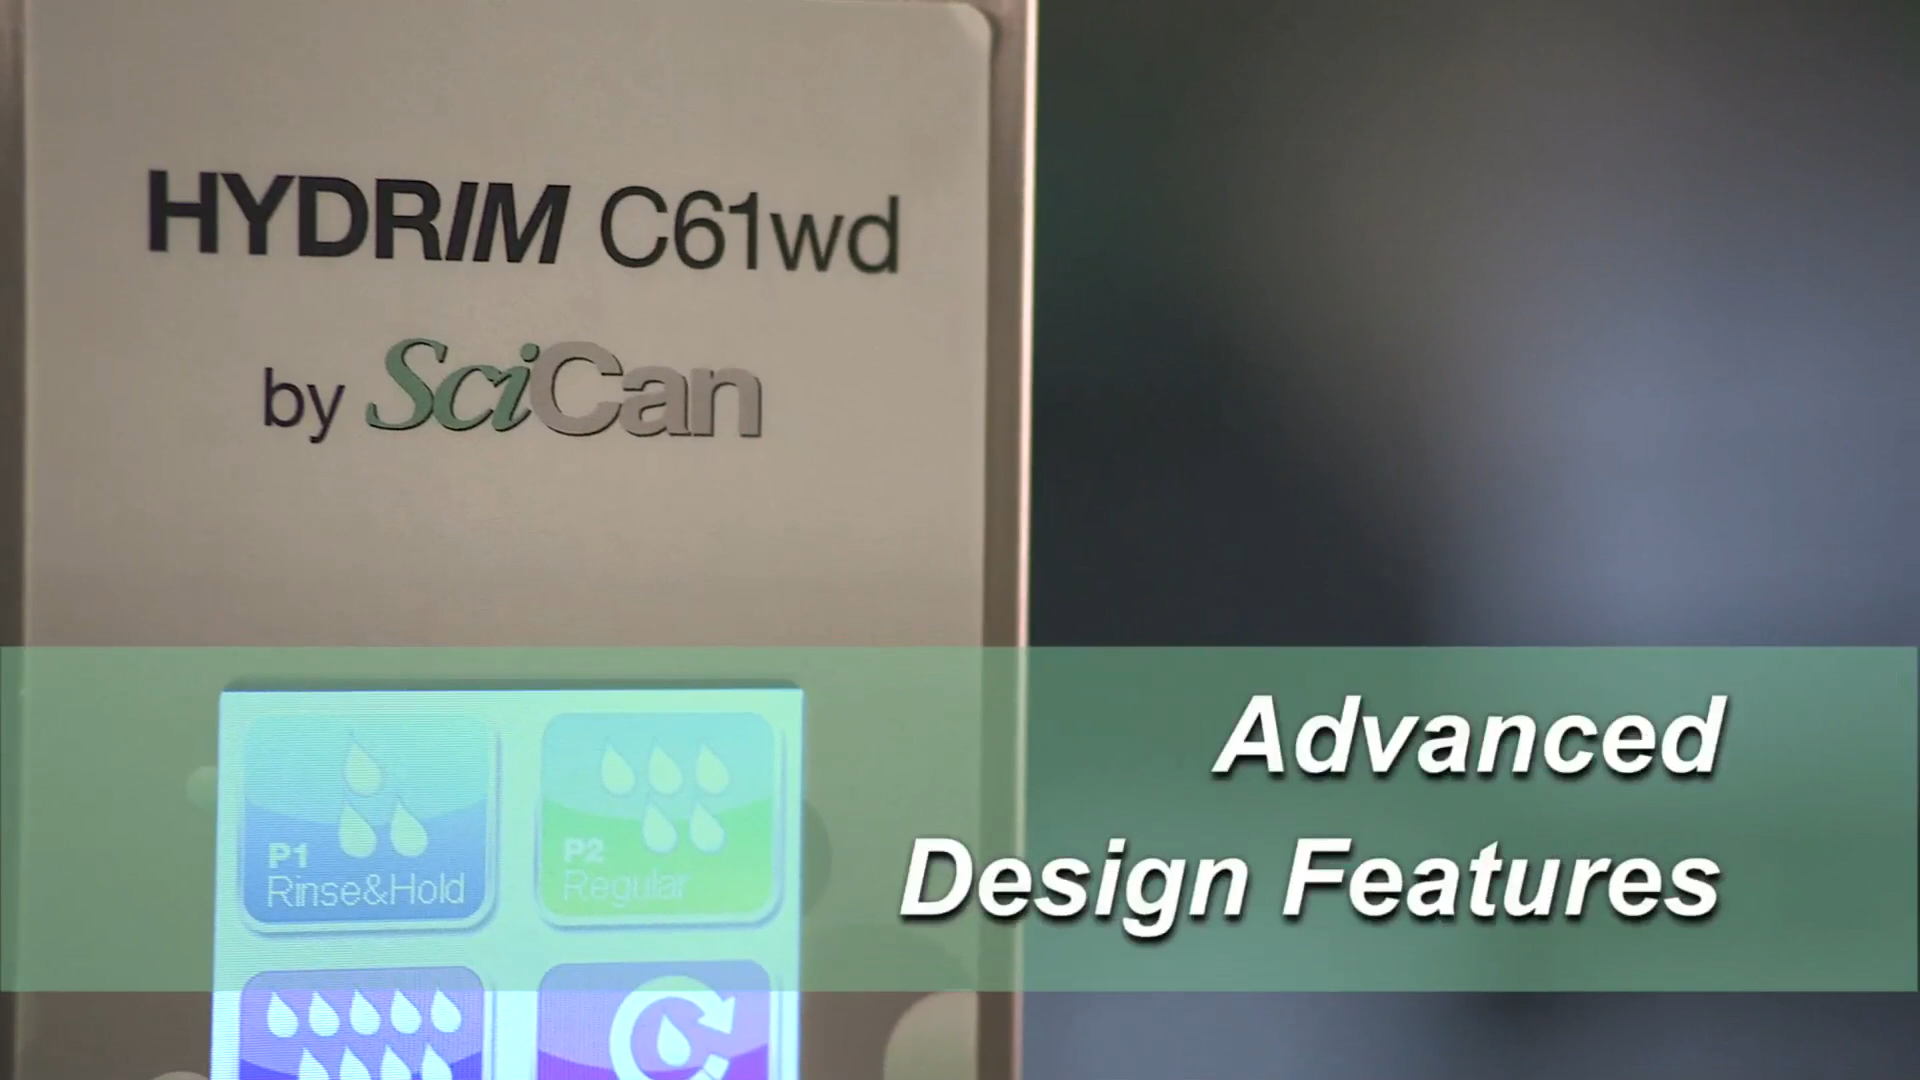 HYDRIM C61wd
by SciCan
Advanced
Design Features
P1
Rinse&Hold
P2
Regular